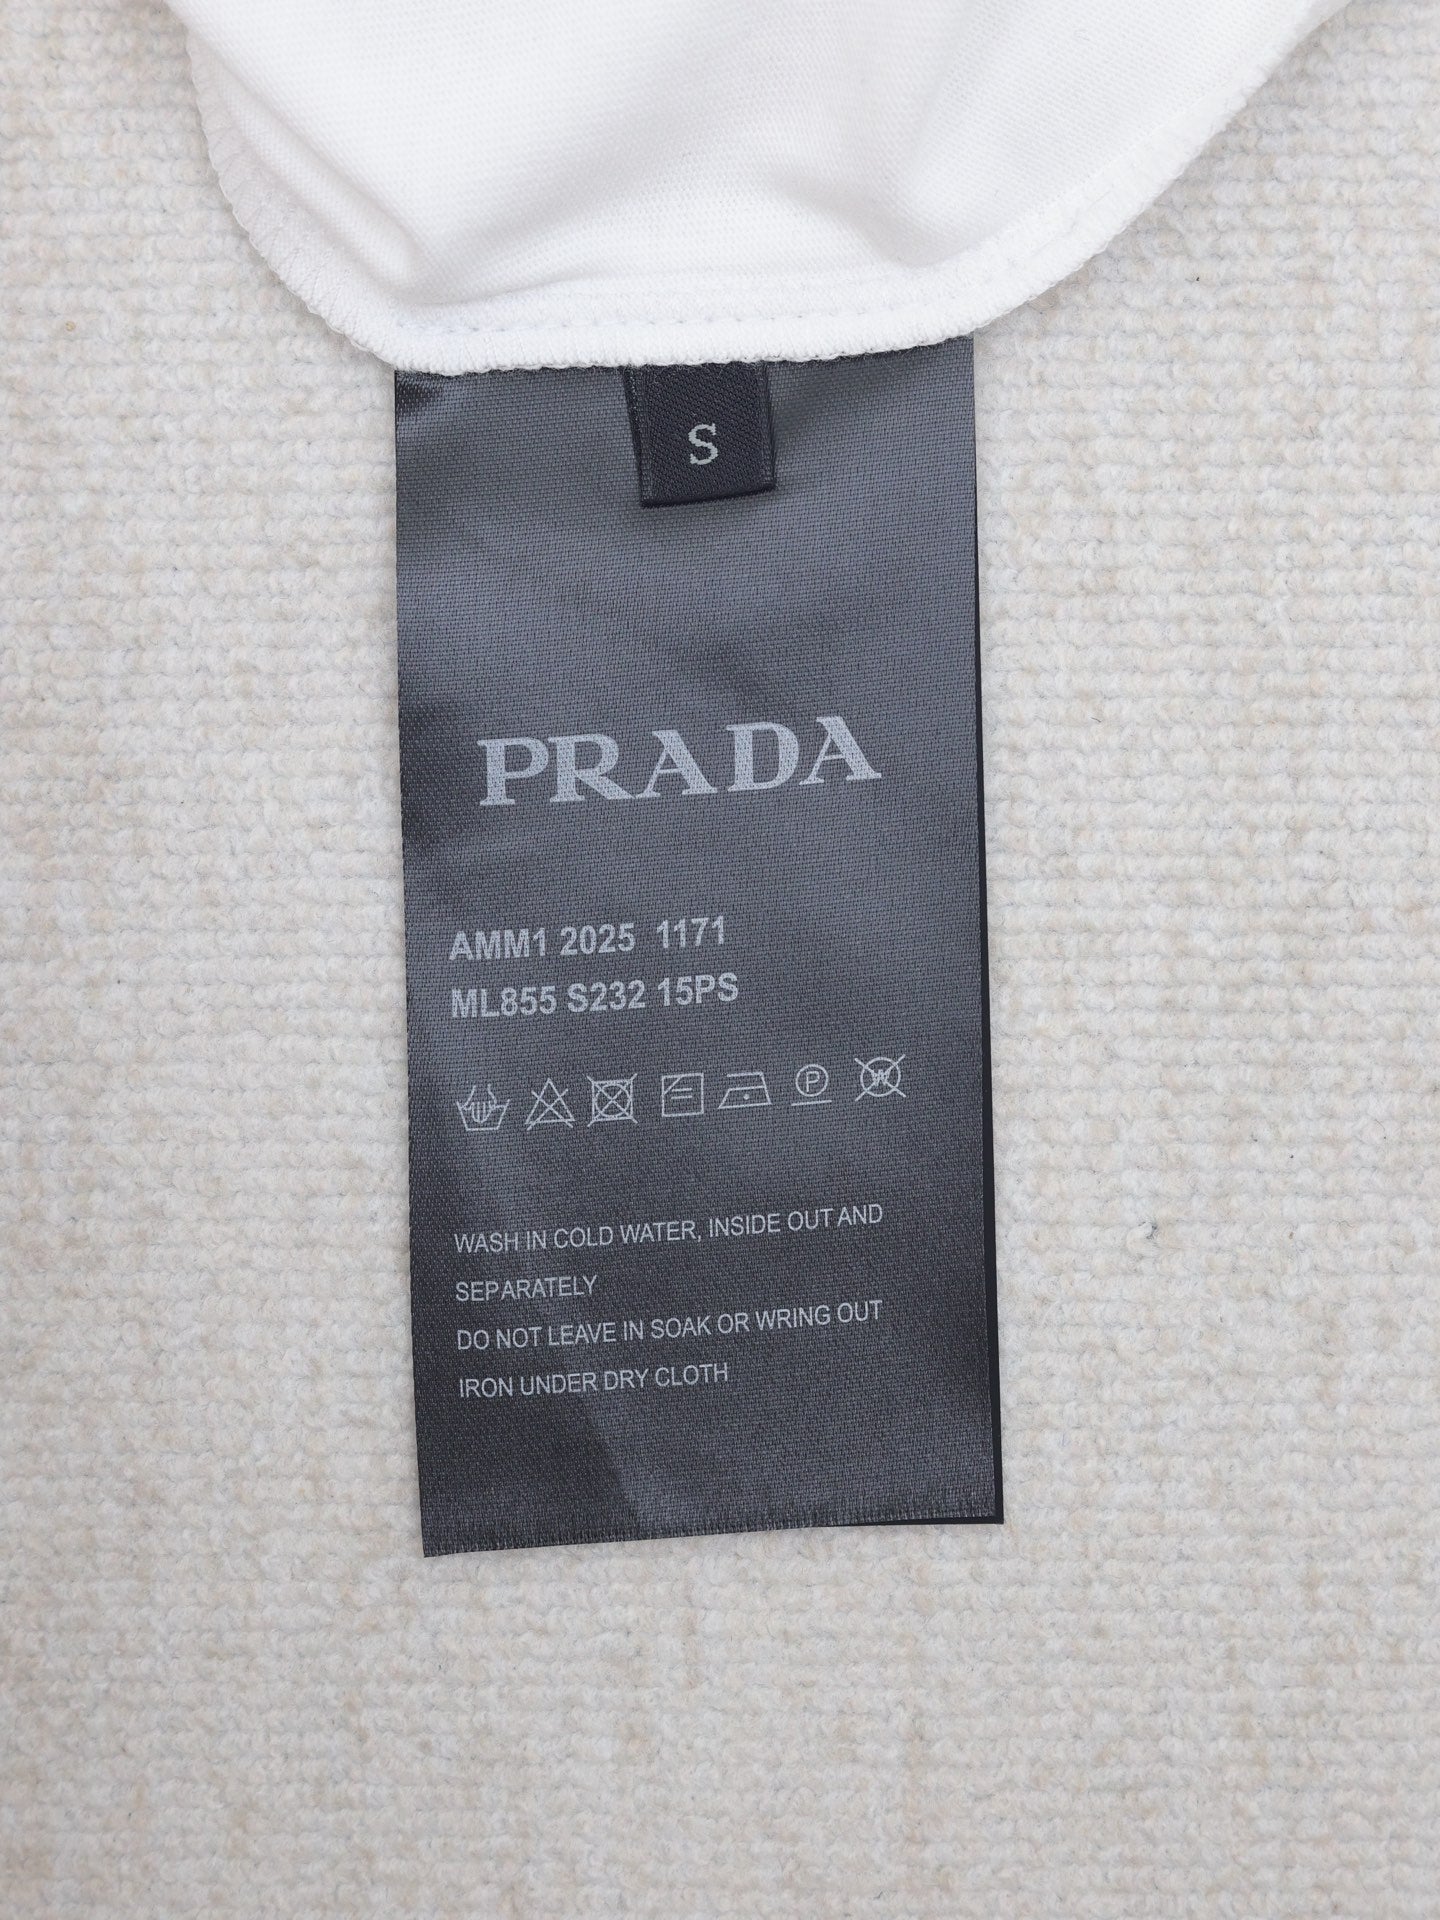 S
PRADA
AMM1 2025 1171
ML855 S232 15PS
P W
WASH IN COLD WATER, INSIDE OUT AND
SEPARATELY
DO NOT LEAVE IN SOAK OR WRING OUT
IRON UNDER DRY CLOTH